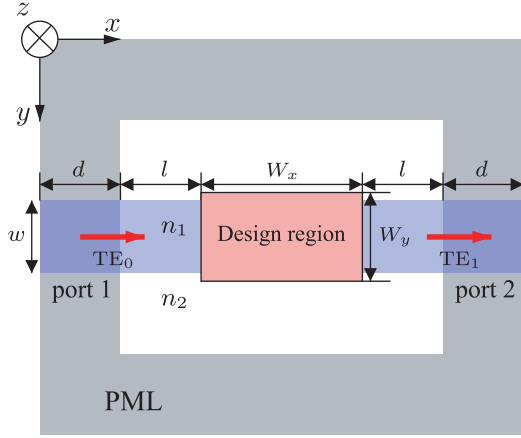 z
x
y
d
l
W_x
l
d
w
n_1
Design region
W_y
TE_0
TE_1
port 1
n_2
port 2
PML